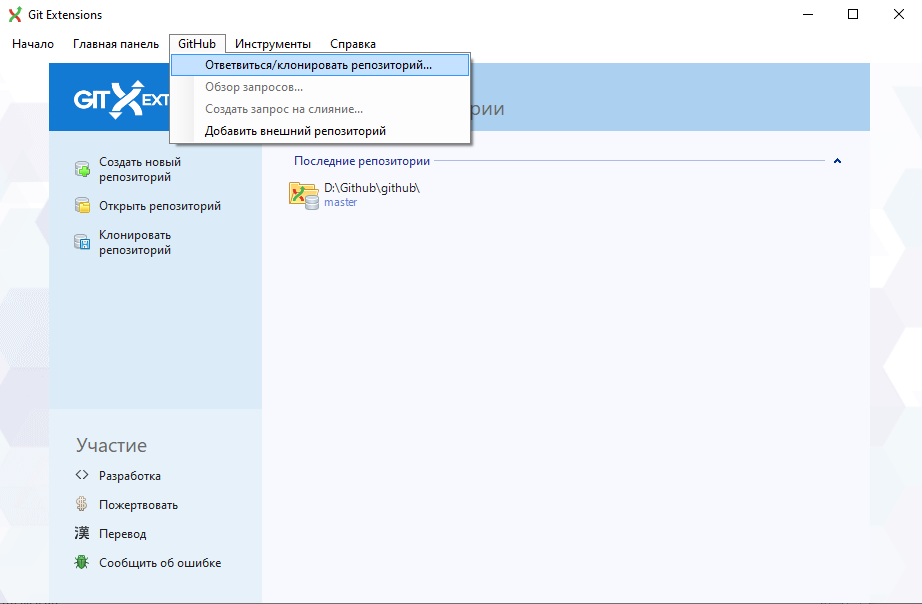 Git Extensions
Начало Главная панель GitHub Инструменты Справка
Ответвиться/клонировать репозиторий...
Обзор запросов...
Создать запрос на слияние...
Добавить внешний репозиторий
GIT EXT
рии
Создать новый
репозиторий
Открыть репозиторий
Клонировать
репозиторий
Последние репозитории
D:\Github\github\
master
Участие
Разработка
Пожертвовать
漢 Перевод
Сообщить об ошибке